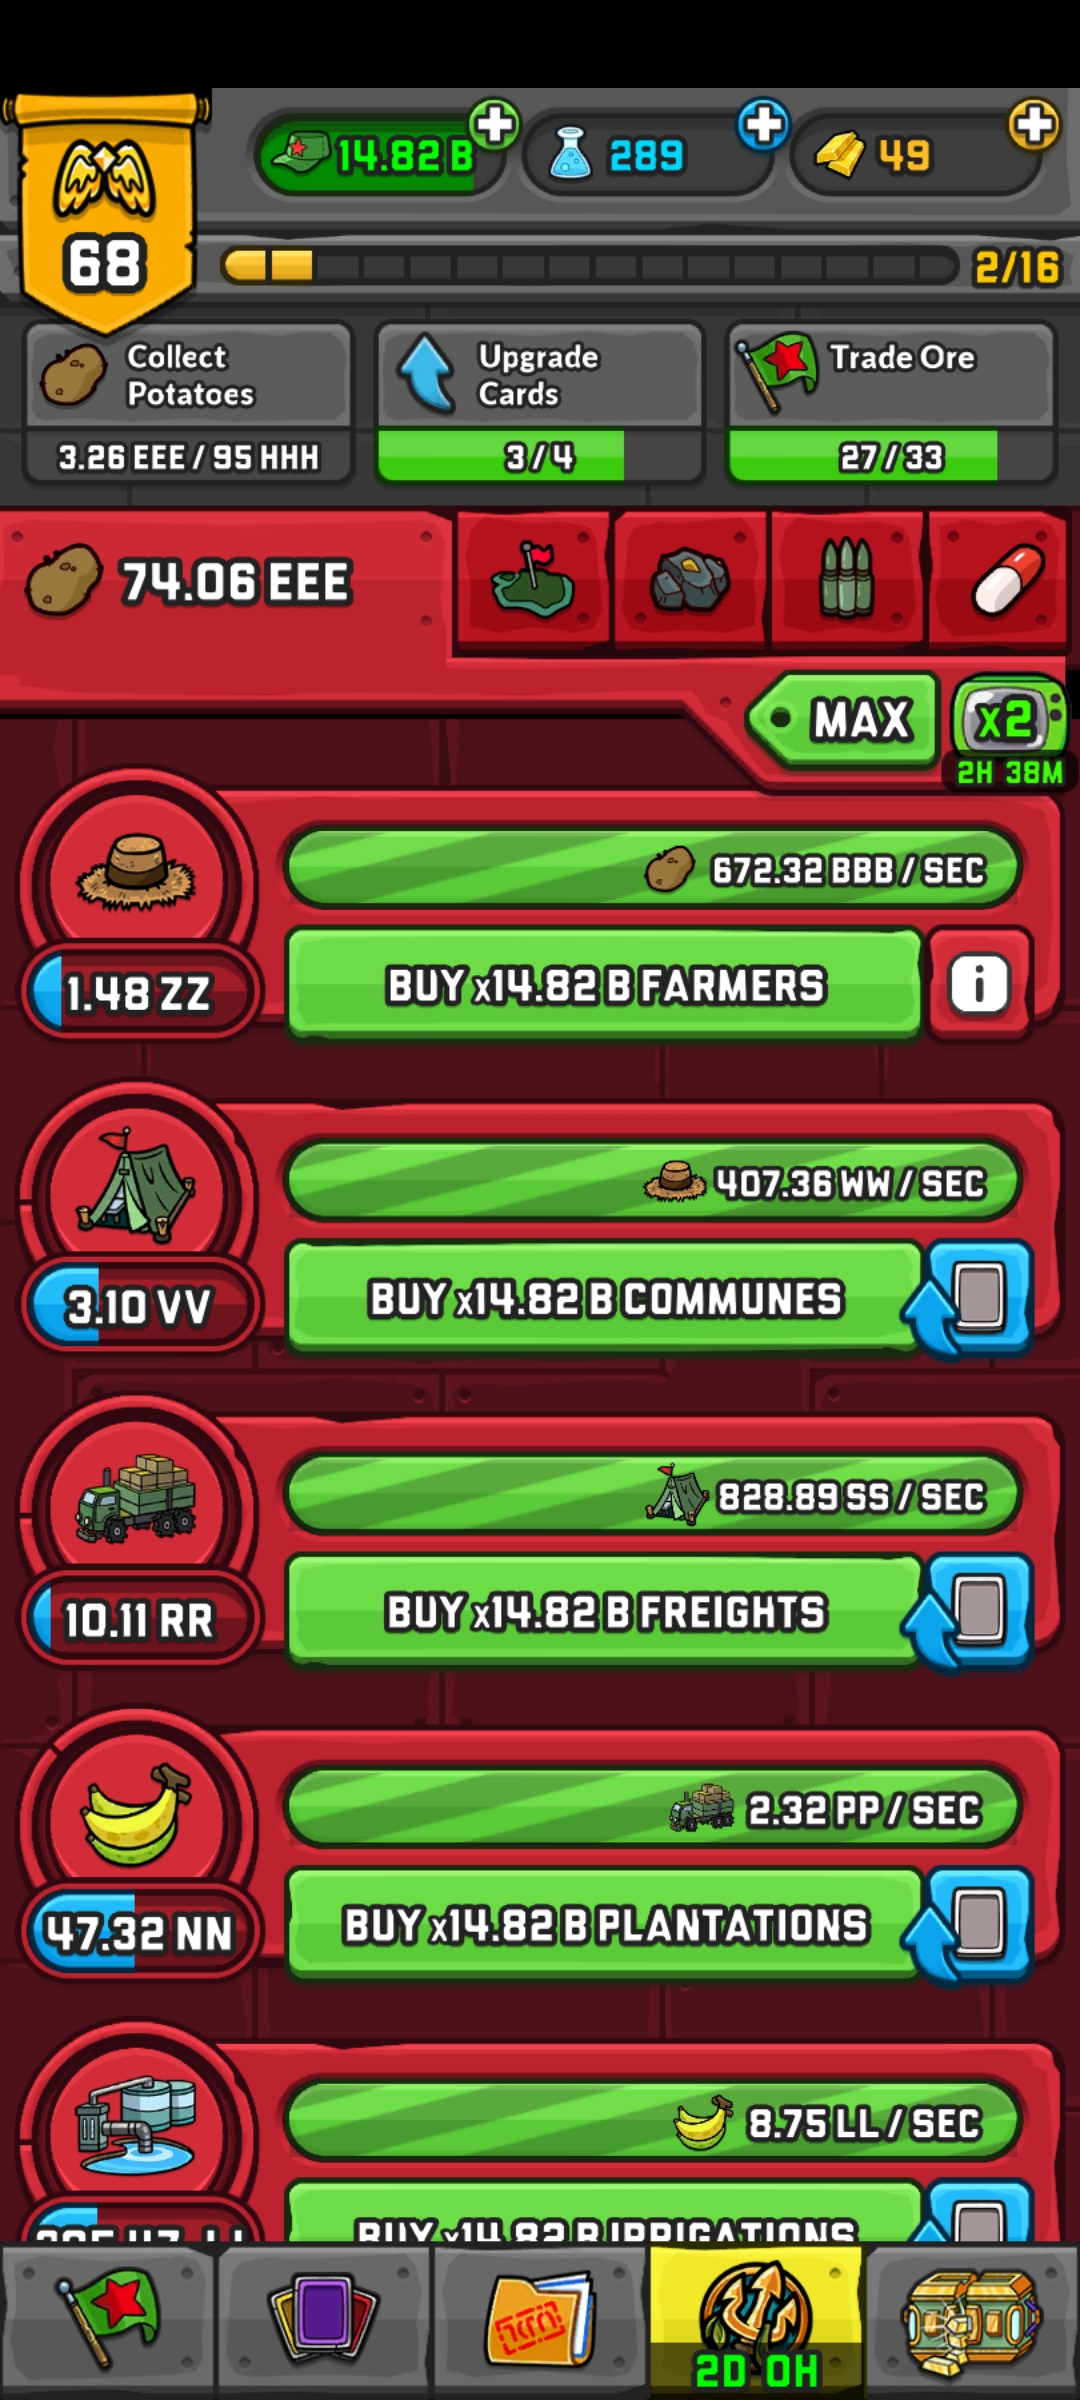 14.82 B
289
49
68
2/16
Collect
Potatoes
3.26 EEE / 95 HHH
Upgrade
Cards
3/4
Trade Ore
27/33
74.06 EEE
MAX
x2
2H 38M
672.32 BBB / SEC
1.48 ZZ
BUY x14.82 B FARMERS
i
407.36 WW / SEC
3.10 VV
BUY x14.82 B COMMUNES
828.89 SS / SEC
10.11 RR
BUY x14.82 B FREIGHTS
2.32 PP / SEC
47.32 NN
BUY x14.82 B PLANTATIONS
8.75 LL / SEC
BUY x14.82 B IRRIGATIONS
2D 0H